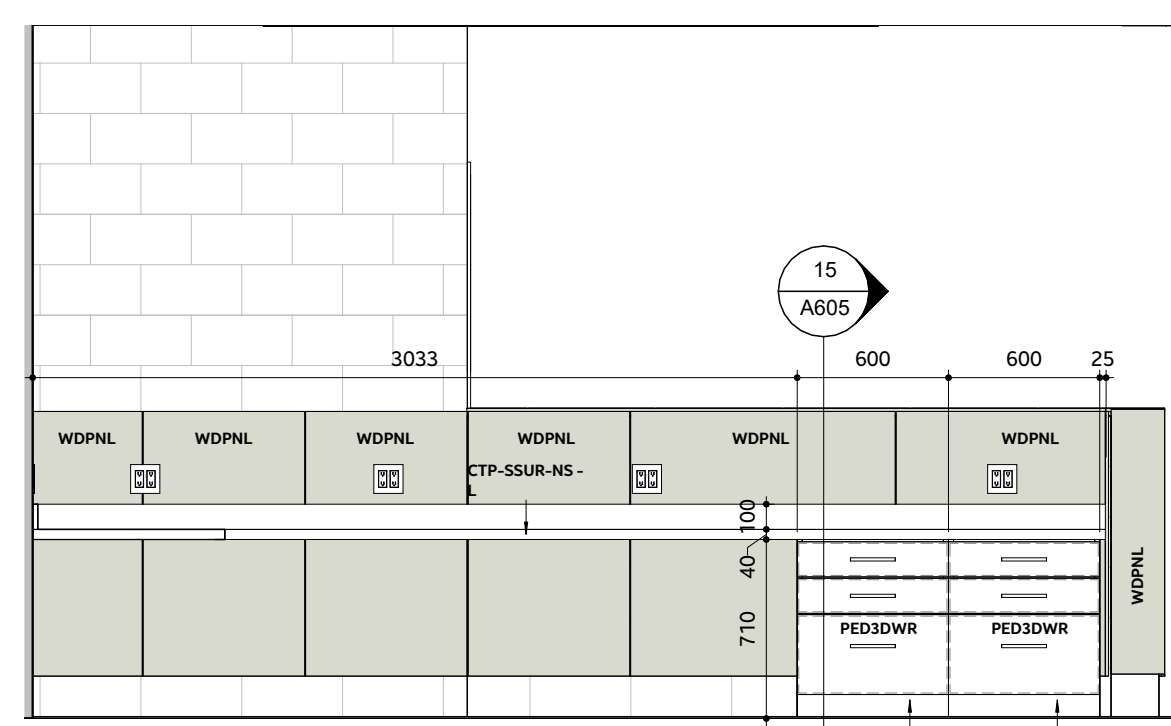 15
A605
3033
600
600
25
WDPNL
WDPNL
WDPNL
WDPNL
WDPNL
WDPNL
CTP-SSUR-NS -
L
100
40
710
WDPNL
PED3DWR
PED3DWR